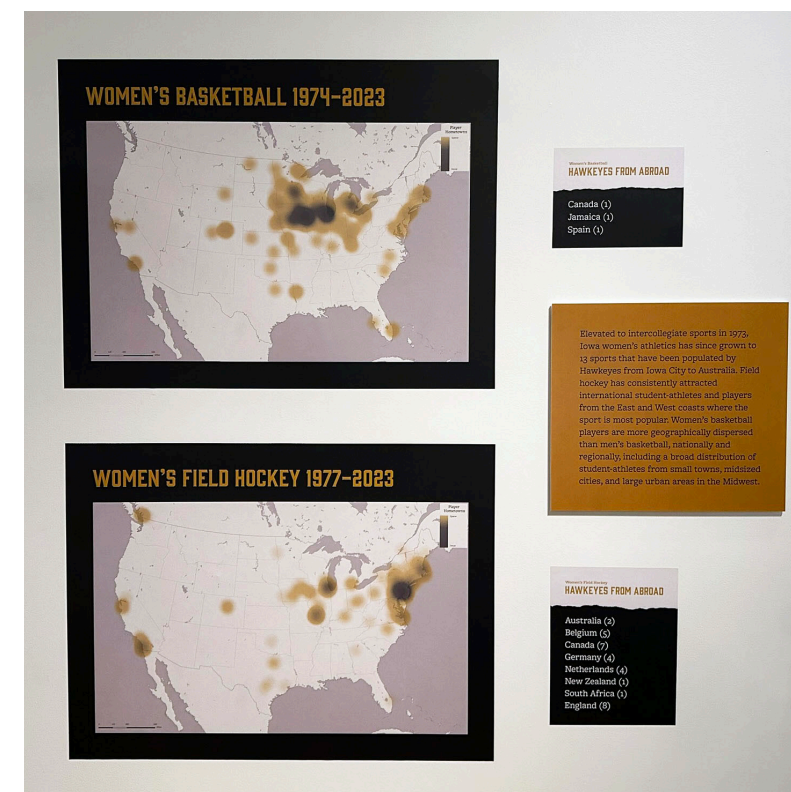 WOMEN'S BASKETBALL 1974–2023
Player
Hometowns
Women's Basketball
HAWKEYES FROM ABROAD
Canada (1)
Jamaica (1)
Spain (1)
Elevated to intercollegiate sports in 1973,
Iowa women's athletics has since grown to
13 sports that have been populated by
Hawkeyes from Iowa City to Australia. Field
hockey has consistently attracted
international student-athletes and players
from the East and West coasts where the
sport is most popular. Women's basketball
players are more geographically dispersed
than men's basketball, nationally and
regionally, including a broad distribution of
student-athletes from small towns, midsized
cities, and large urban areas in the Midwest.
WOMEN'S FIELD HOCKEY 1977–2023
Player
Hometowns
Women's Field Hockey
HAWKEYES FROM ABROAD
Australia (2)
Belgium (5)
Canada (7)
Germany (4)
Netherlands (4)
New Zealand (1)
South Africa (1)
England (8)